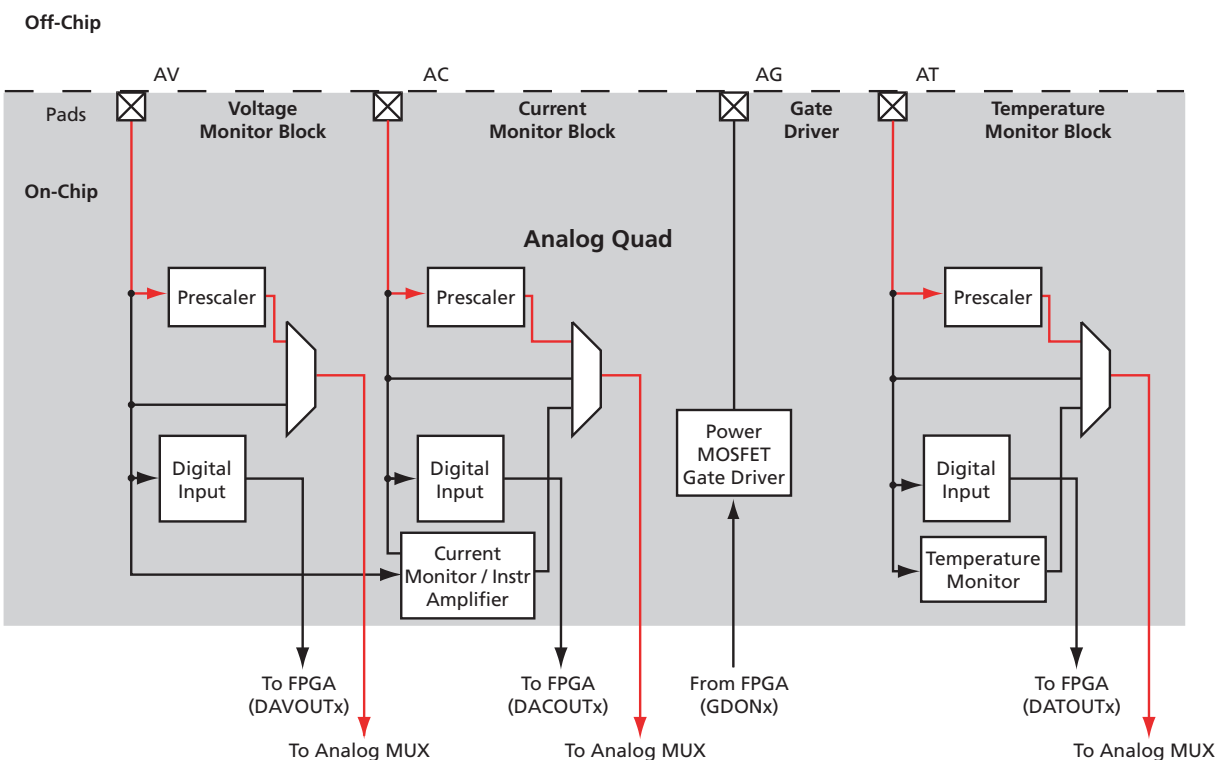 Off-Chip
AV
AC
AG
AT
Pads
Voltage
Monitor Block
Current
Monitor Block
Gate
Driver
Temperature
Monitor Block
On-Chip
Analog Quad
Prescaler
Prescaler
Prescaler
Power
MOSFET
Gate Driver
Digital
Input
Digital
Input
Digital
Input
Current
Monitor / Instr
Amplifier
Temperature
Monitor
To FPGA
(DAVOUTx)
To FPGA
(DACOUTx)
From FPGA
(GDONx)
To FPGA
(DATOUTx)
To Analog MUX
To Analog MUX
To Analog MUX